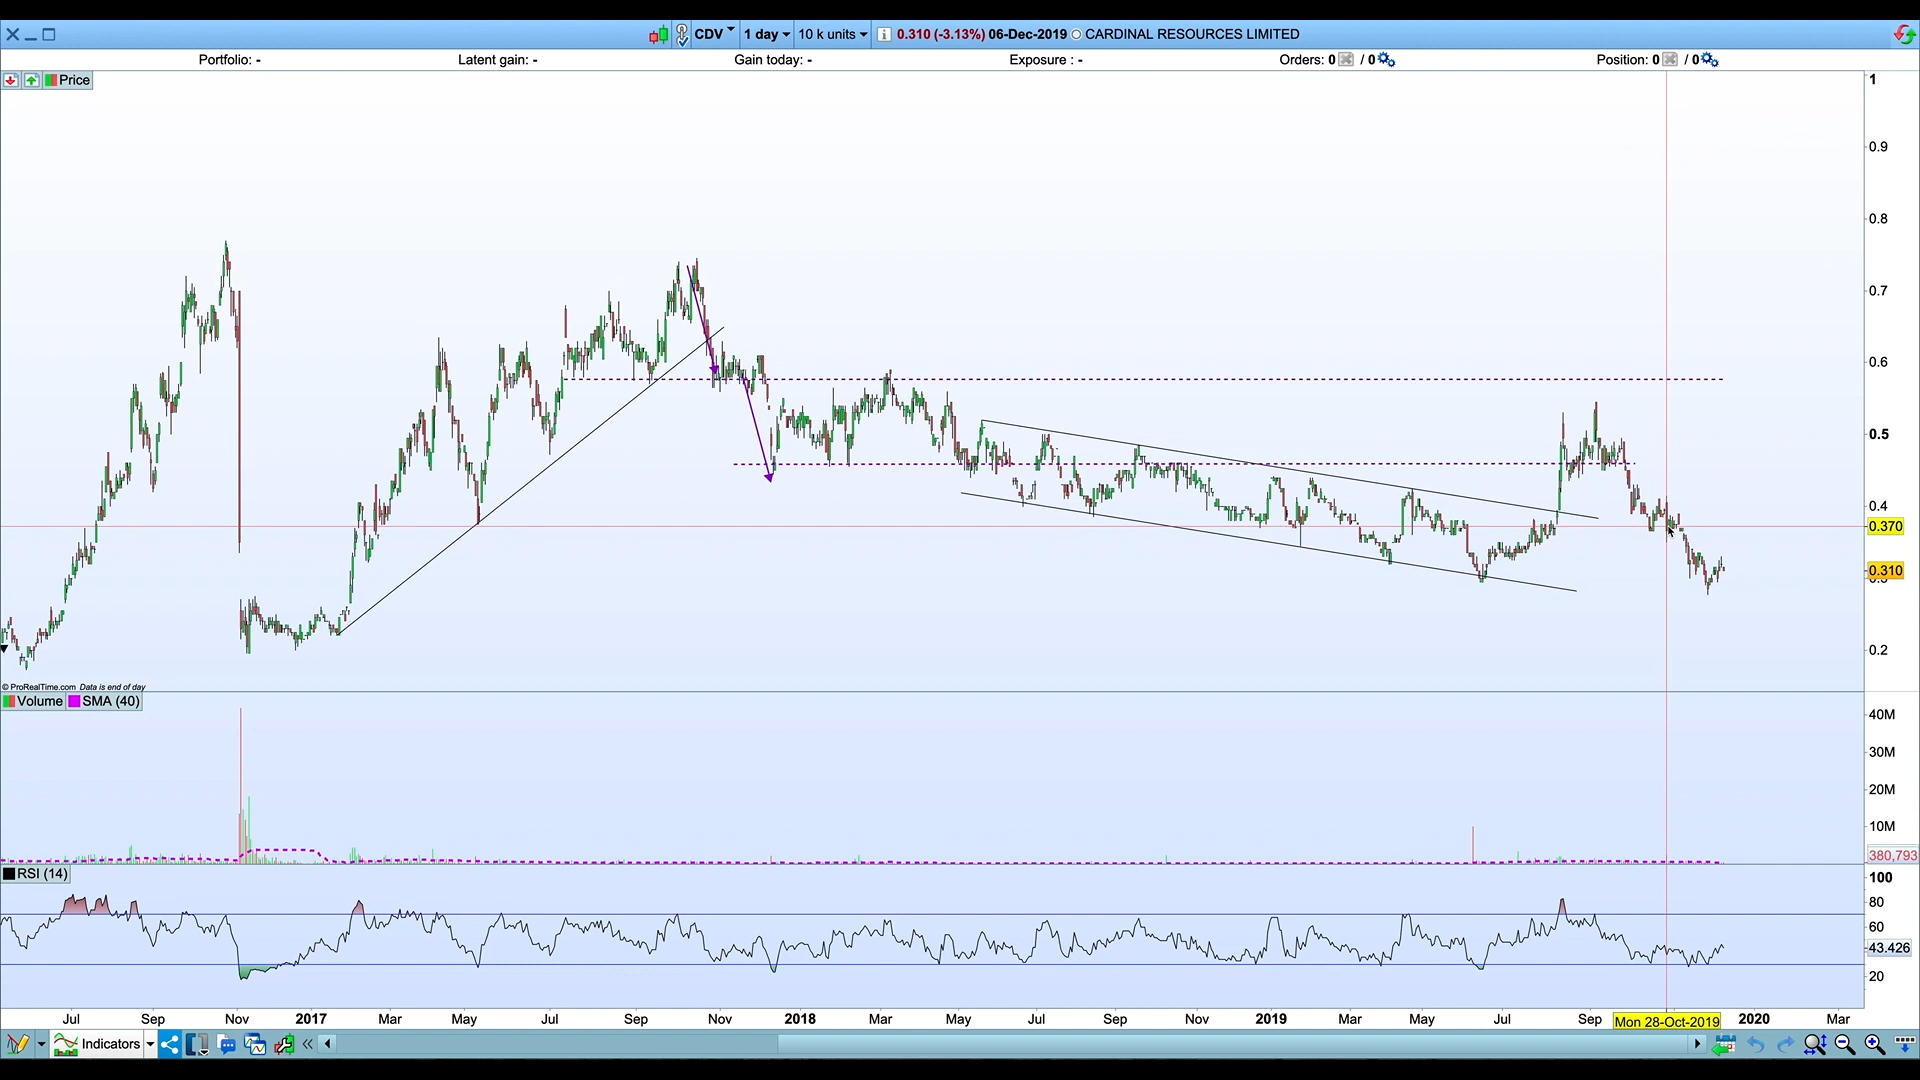 CDV 1 day 10 k units i 0.310 (-3.13%) 06-Dec-2019 CARDINAL RESOURCES LIMITED
Portfolio: - Latent gain: - Gain today: - Exposure : - Orders: 0 / 0 Position: 0 / 0
Price
1
0.9
0.8
0.7
0.6
0.5
0.4
0.370
0.310
0.2
© ProRealTime.com Data is end of day
Volume SMA (40)
40M
30M
20M
10M
380,793
RSI (14)
100
80
60
43.426
20
Jul Sep Nov 2017 Mar May Jul Sep Nov 2018 Mar May Jul Sep Nov 2019 Mar May Jul Sep Mon 28-Oct-2019 2020 Mar
Indicators